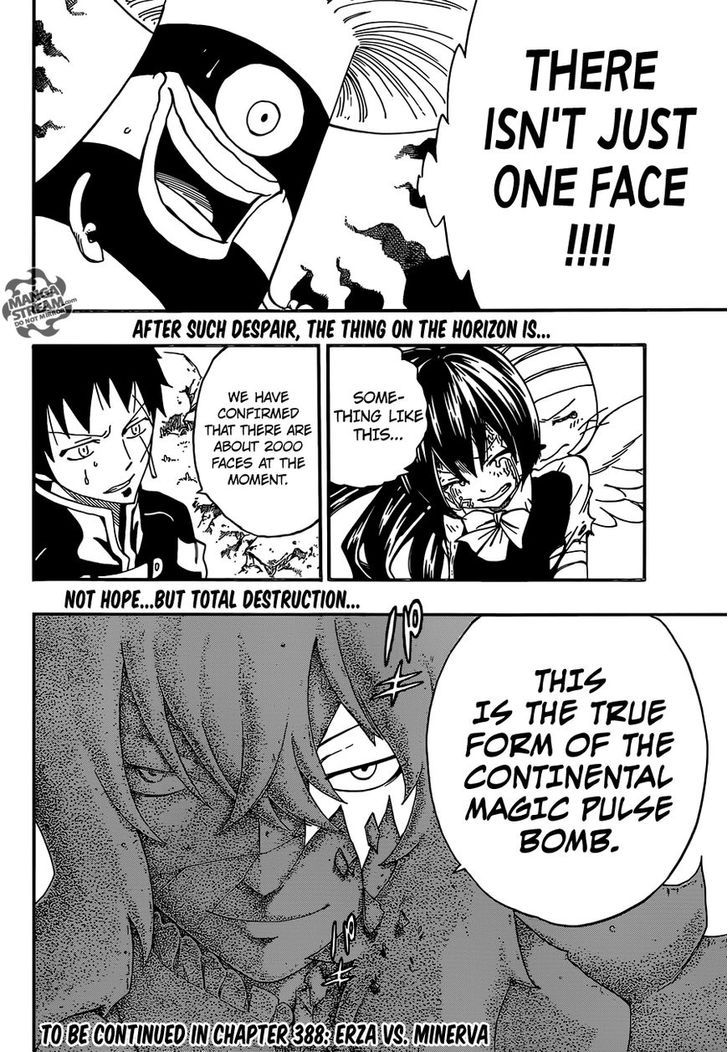 THERE
ISN'T JUST
ONE FACE
!!!!
MANGA
STREAM.com
DO NOT MIRROR
AFTER SUCH DESPAIR, THE THING ON THE HORIZON IS...
SOME-
THING LIKE
THIS...
WE HAVE
CONFIRMED
THAT THERE ARE
ABOUT 2000
FACES AT THE
MOMENT.
NOT HOPE...BUT TOTAL DESTRUCTION...
THIS
IS THE TRUE
FORM OF THE
CONTINENTAL
MAGIC PULSE
BOMB.
TO BE CONTINUED IN CHAPTER 388: ERZA VS. MINERVA